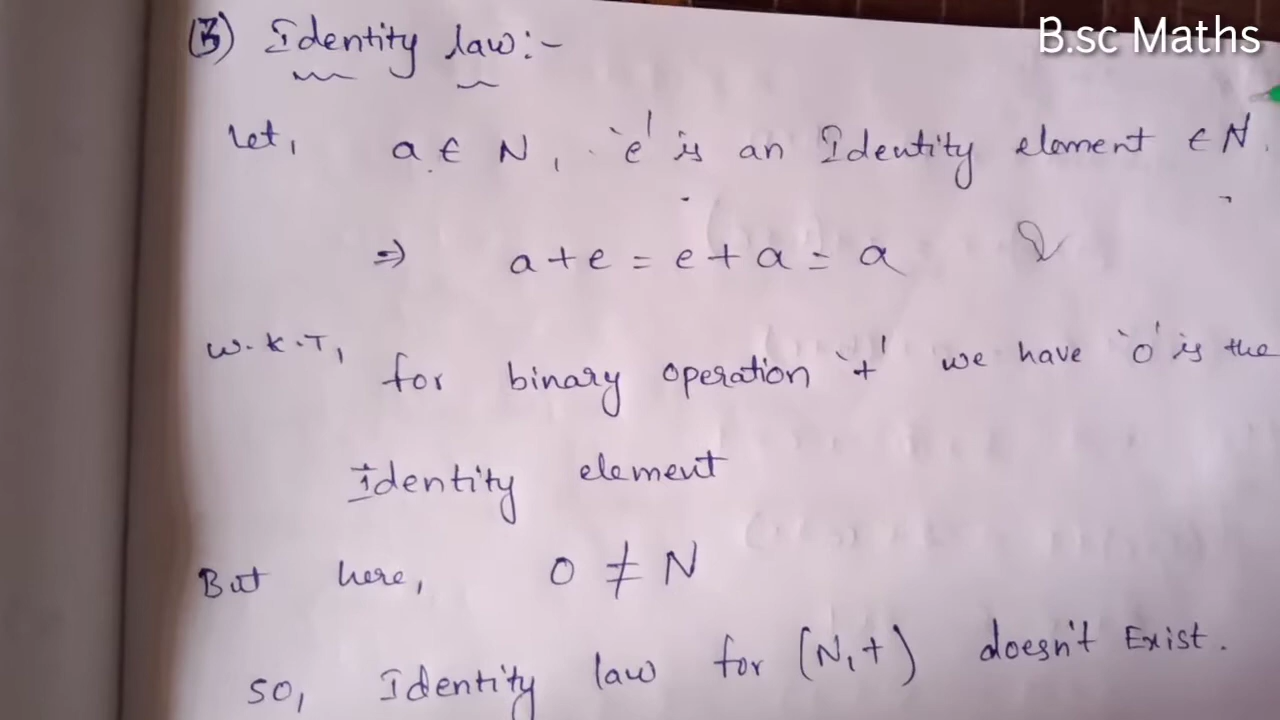 B.sc Maths
(3) Identity law:-
Let, a ∈ N, 'e' is an Identity element ∈ N.
⇒ a + e = e + a = a
W.K.T, for binary operation '+' we have '0' is the
Identity element
But here, 0 ≠ N
so, Identity law for (N, +) doesn't Exist.